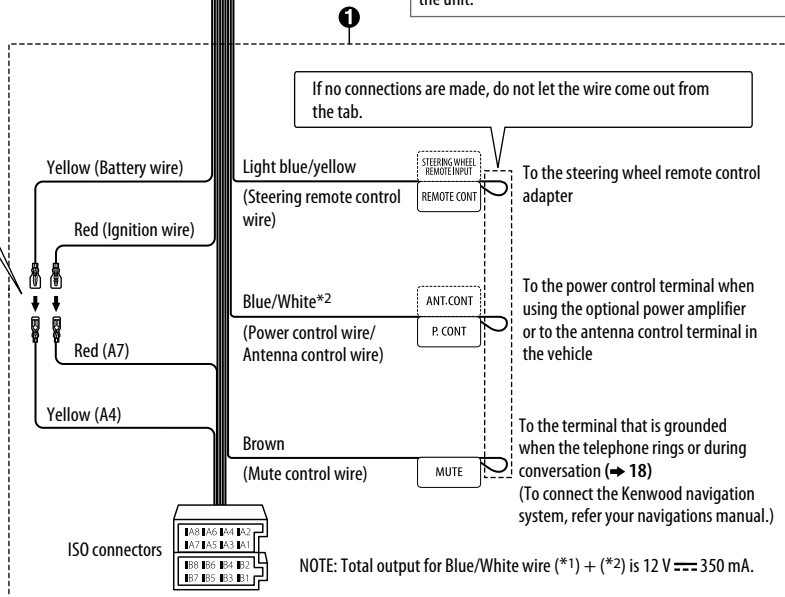 the unit.
❶
If no connections are made, do not let the wire come out from
the tab.
Yellow (Battery wire)
Light blue/yellow
(Steering remote control
wire)
STEERING WHEEL
REMOTE INPUT
REMOTE CONT
To the steering wheel remote control
adapter
Red (Ignition wire)
Blue/White*2
(Power control wire/
Antenna control wire)
ANT.CONT
P. CONT
To the power control terminal when
using the optional power amplifier
or to the antenna control terminal in
the vehicle
Red (A7)
Yellow (A4)
Brown
(Mute control wire)
MUTE
To the terminal that is grounded
when the telephone rings or during
conversation (➜ 18)
(To connect the Kenwood navigation
system, refer your navigations manual.)
ISO connectors
A8 A6 A4 A2
A7 A5 A3 A1
B8 B6 B4 B2
B7 B5 B3 B1
NOTE: Total output for Blue/White wire (*1) + (*2) is 12 V ⎓ 350 mA.